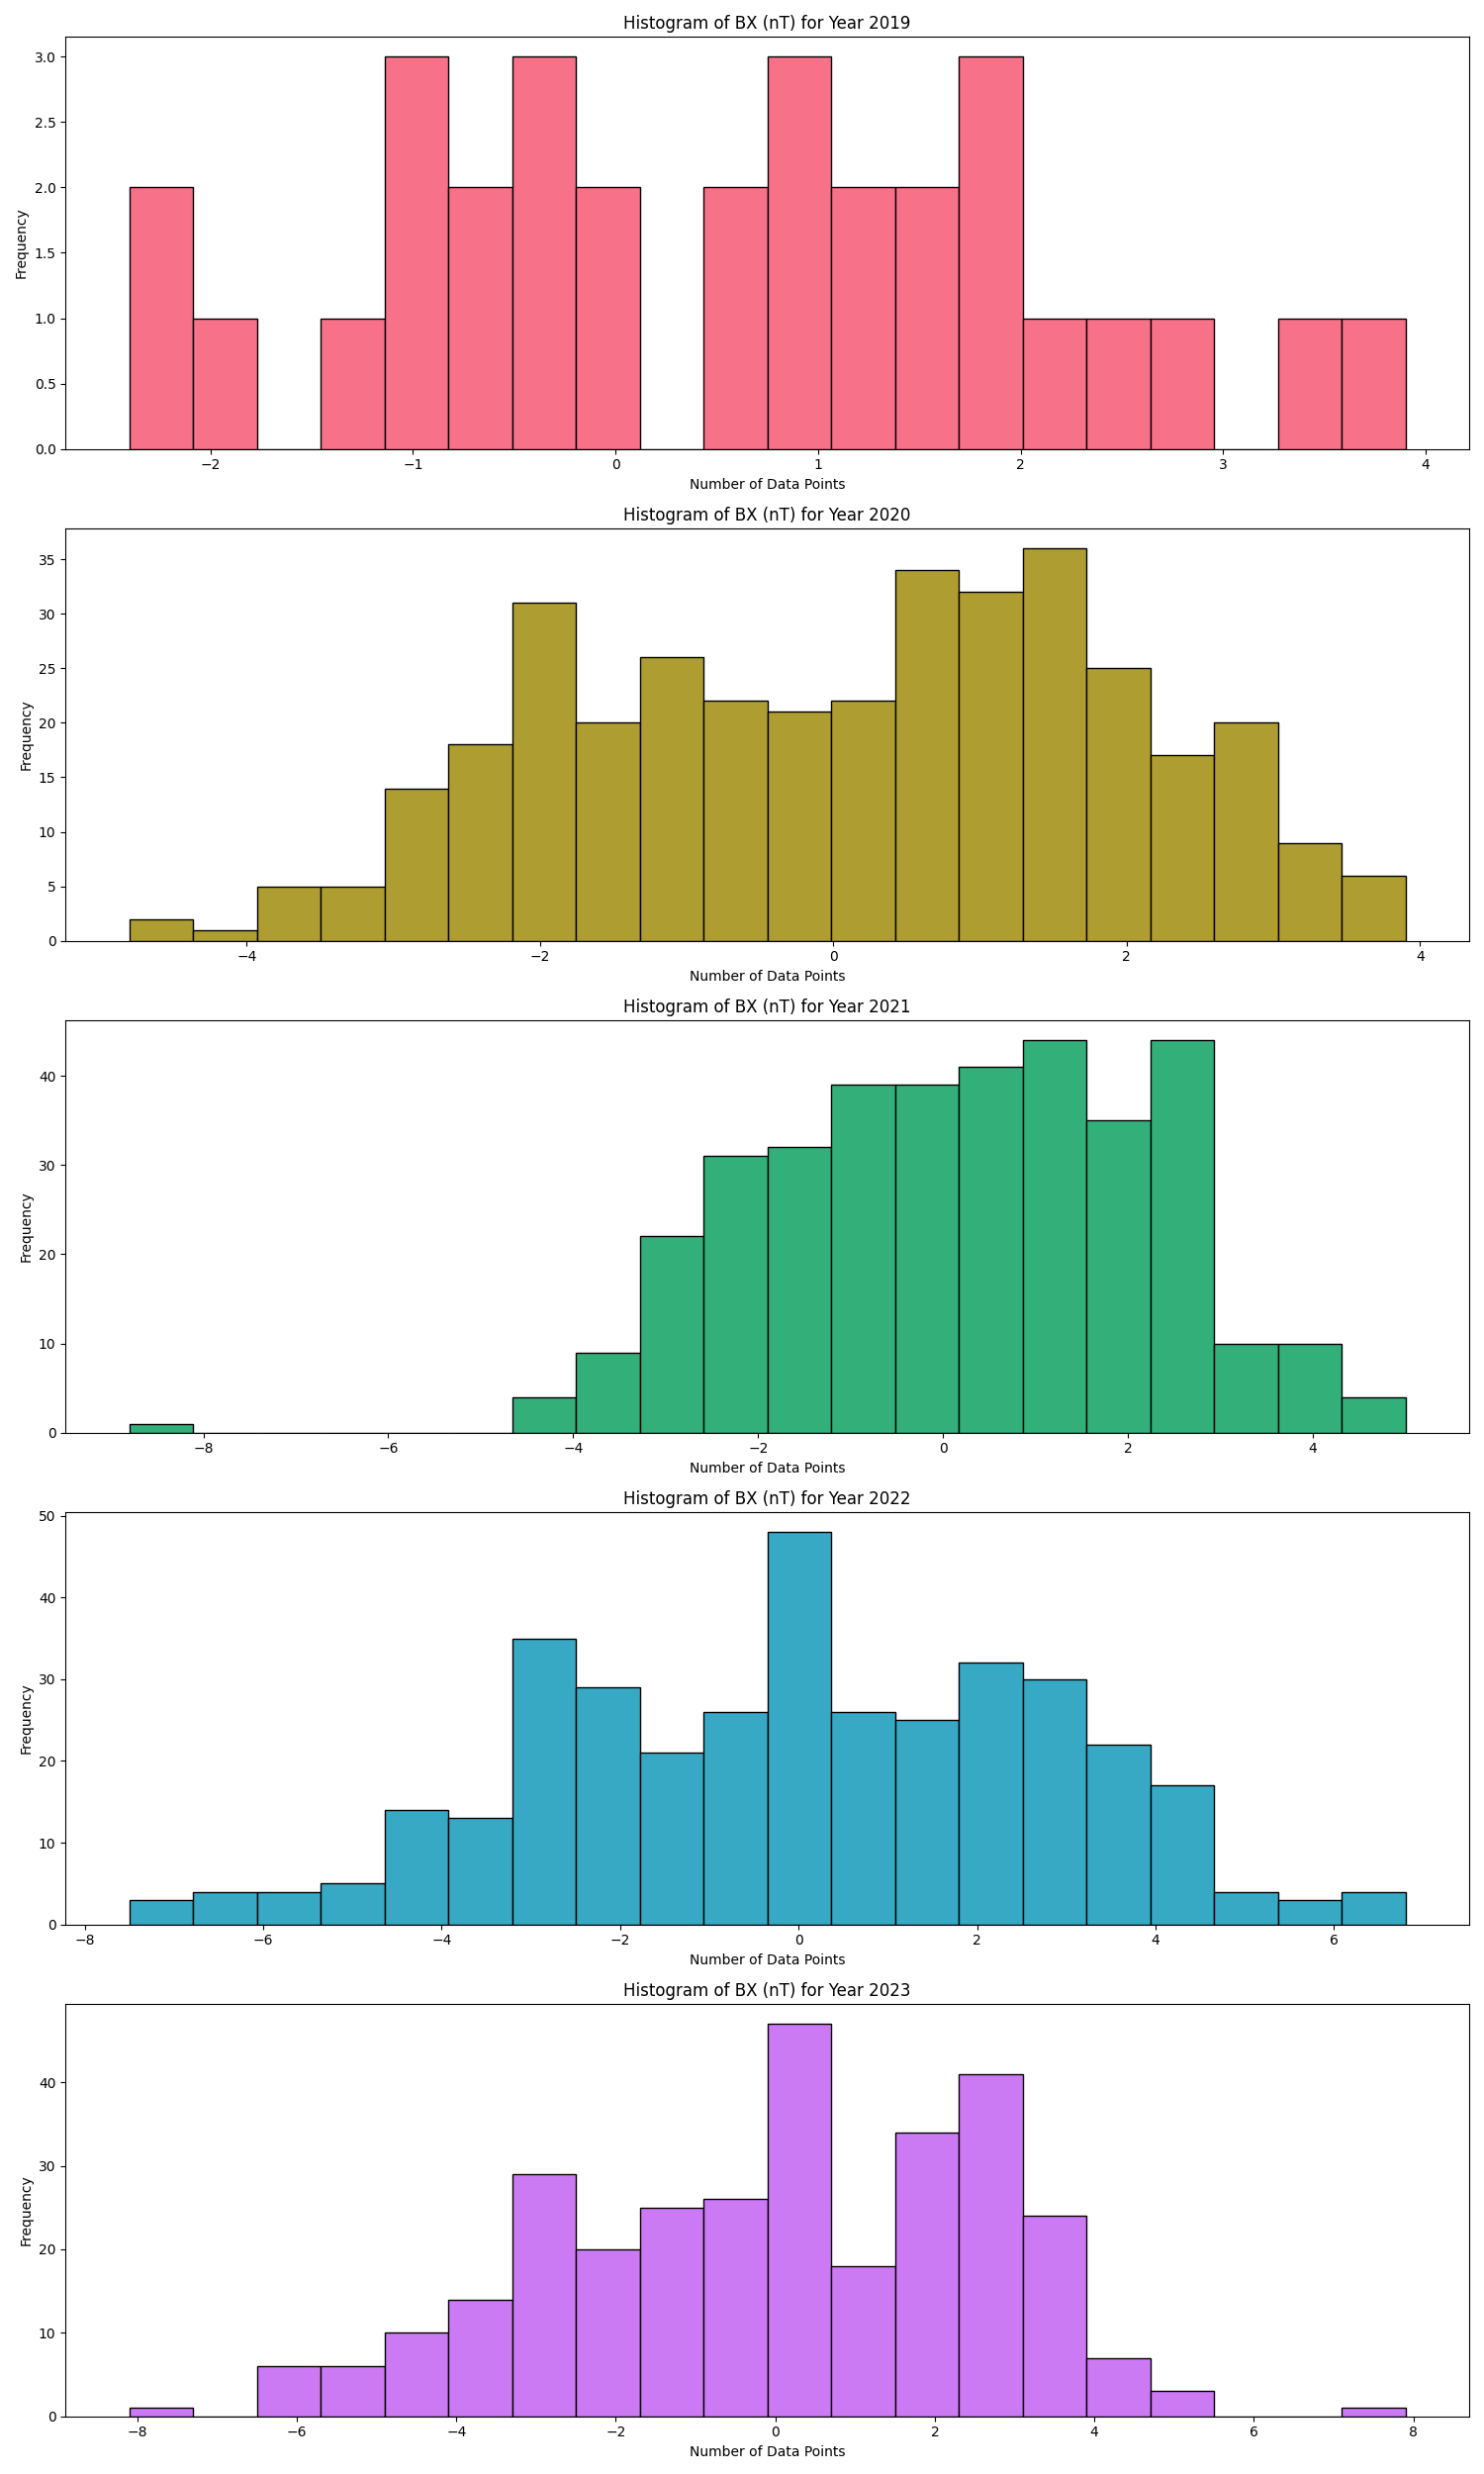 Histogram of BX (nT) for Year 2019
3.0
2.5
2.0
1.5
1.0
0.5
0.0
Frequency
−2 −1 0 1 2 3 4
Number of Data Points
Histogram of BX (nT) for Year 2020
35
30
25
20
15
10
5
0
Frequency
−4 −2 0 2 4
Number of Data Points
Histogram of BX (nT) for Year 2021
40
30
20
10
0
Frequency
−8 −6 −4 −2 0 2 4
Number of Data Points
Histogram of BX (nT) for Year 2022
50
40
30
20
10
0
Frequency
−8 −6 −4 −2 0 2 4 6
Number of Data Points
Histogram of BX (nT) for Year 2023
40
30
20
10
0
Frequency
−8 −6 −4 −2 0 2 4 6 8
Number of Data Points